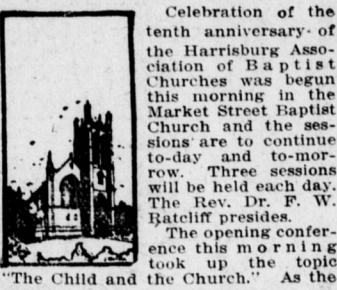 Celebration of the
tenth anniversary of
the Harrisburg Asso-
ciation of Baptist
Churches was begun
this morning in the
Market Street Baptist
Church and the ses-
sions are to continue
to-day and to-mor-
row. Three sessions
will be held each day.
The Rev. Dr. F. W.
Ratcliff presides.
The opening confer-
ence this morning
took up the topic
"The Child and the Church." As the